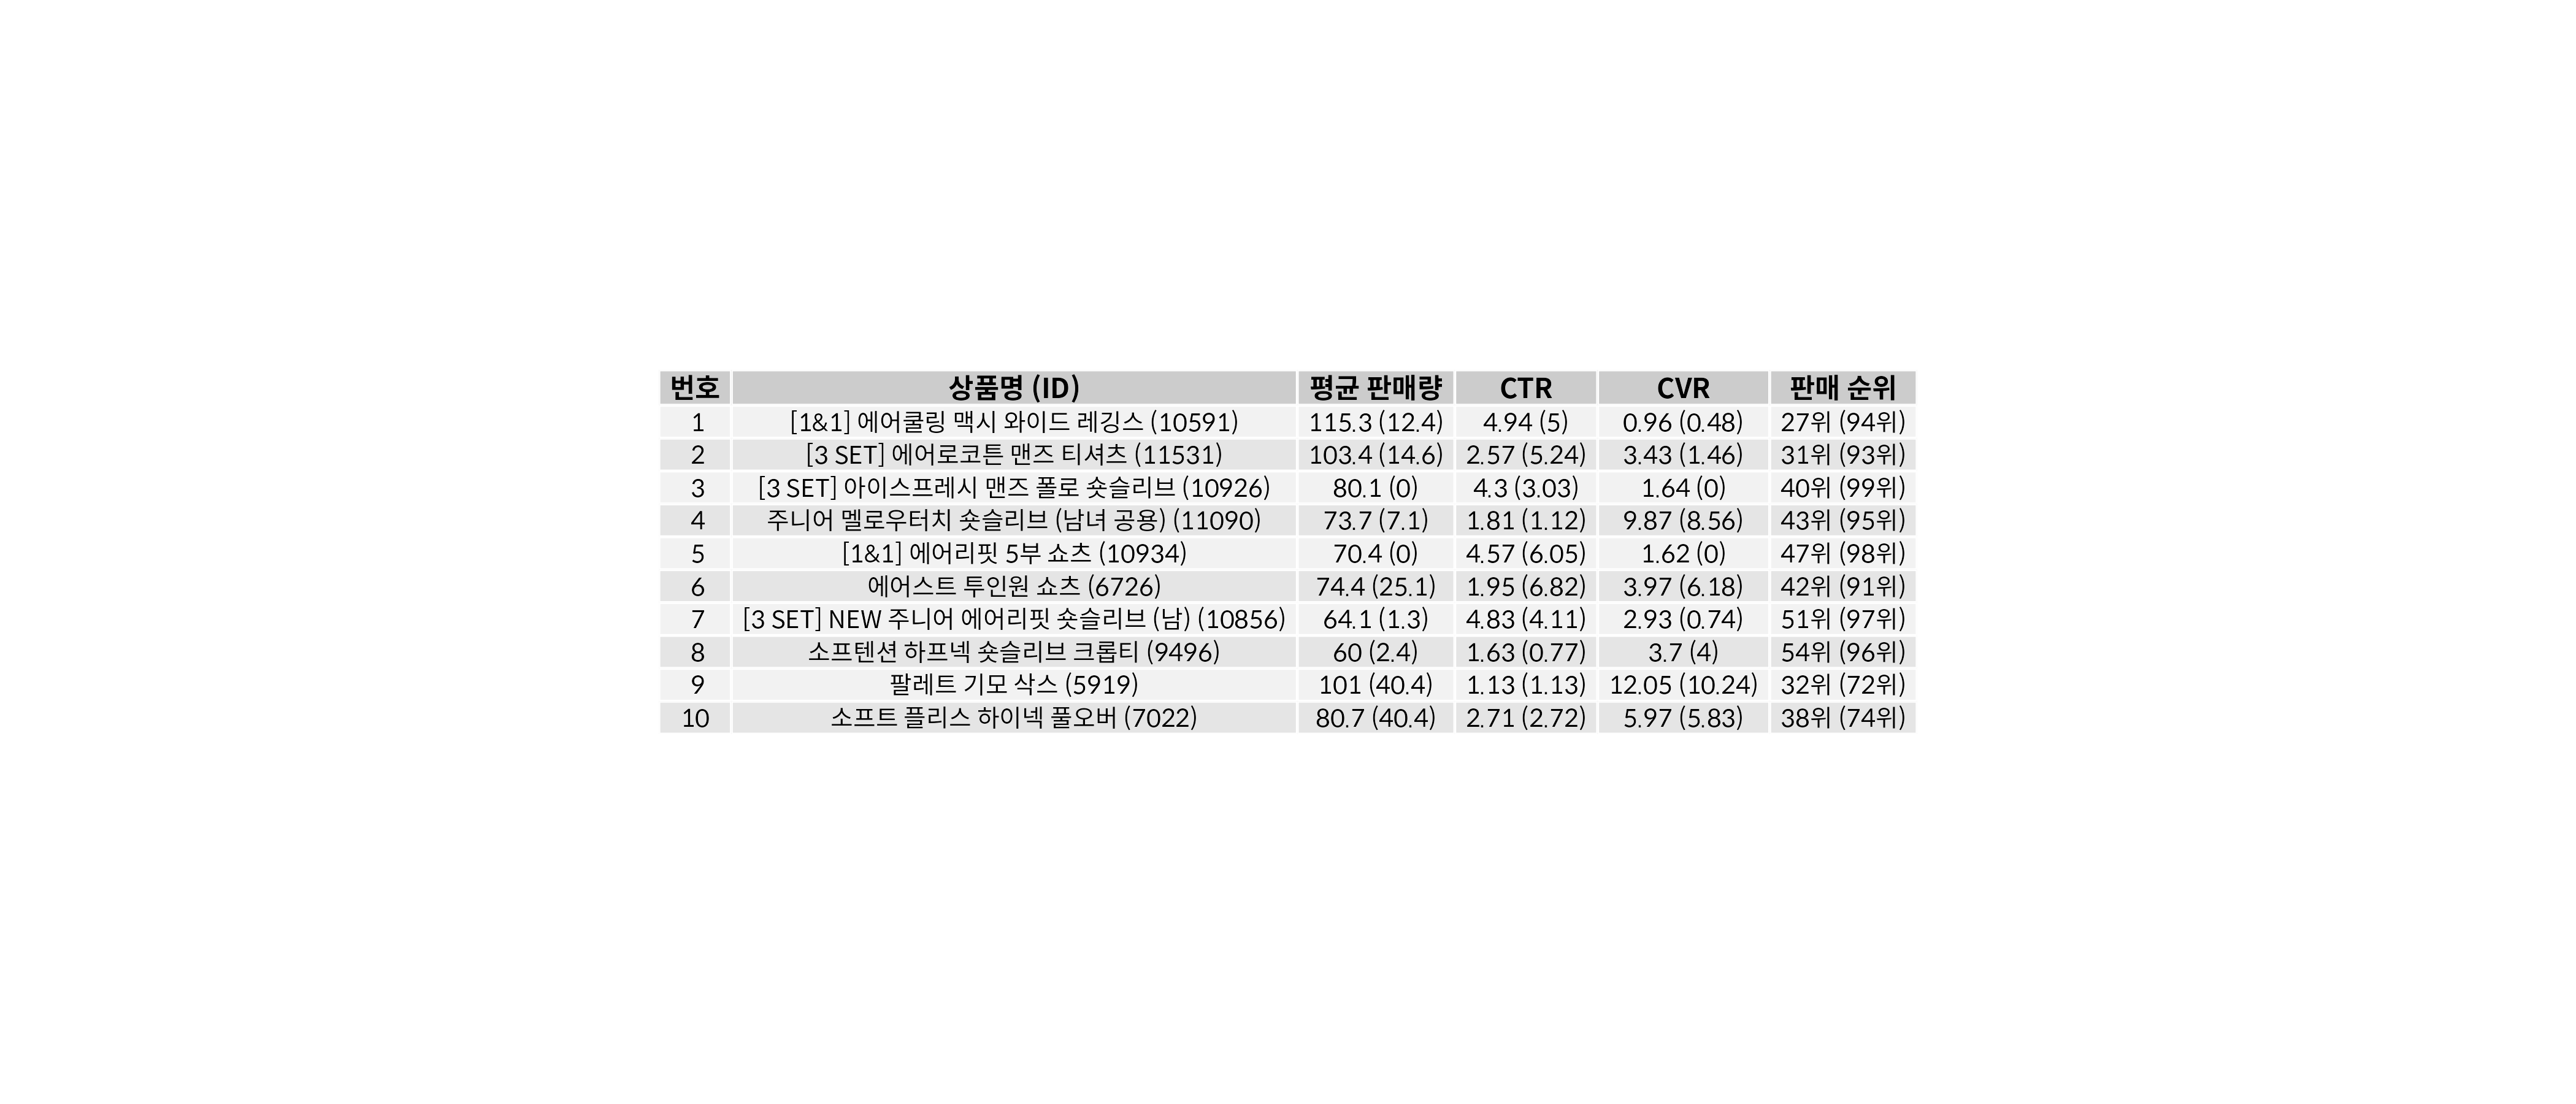 번호 상품명 (ID) 평균 판매량 CTR CVR 판매 순위
1 [1&1] 에어쿨링 맥시 와이드 레깅스 (10591) 115.3 (12.4) 4.94 (5) 0.96 (0.48) 27위 (94위)
2 [3 SET] 에어로코튼 맨즈 티셔츠 (11531) 103.4 (14.6) 2.57 (5.24) 3.43 (1.46) 31위 (93위)
3 [3 SET] 아이스프레시 맨즈 폴로 숏슬리브 (10926) 80.1 (0) 4.3 (3.03) 1.64 (0) 40위 (99위)
4 주니어 멜로우터치 숏슬리브 (남녀 공용) (11090) 73.7 (7.1) 1.81 (1.12) 9.87 (8.56) 43위 (95위)
5 [1&1] 에어리핏 5부 쇼츠 (10934) 70.4 (0) 4.57 (6.05) 1.62 (0) 47위 (98위)
6 에어스트 투인원 쇼츠 (6726) 74.4 (25.1) 1.95 (6.82) 3.97 (6.18) 42위 (91위)
7 [3 SET] NEW 주니어 에어리핏 숏슬리브 (남) (10856) 64.1 (1.3) 4.83 (4.11) 2.93 (0.74) 51위 (97위)
8 소프텐션 하프넥 숏슬리브 크롭티 (9496) 60 (2.4) 1.63 (0.77) 3.7 (4) 54위 (96위)
9 팔레트 기모 삭스 (5919) 101 (40.4) 1.13 (1.13) 12.05 (10.24) 32위 (72위)
10 소프트 플리스 하이넥 풀오버 (7022) 80.7 (40.4) 2.71 (2.72) 5.97 (5.83) 38위 (74위)